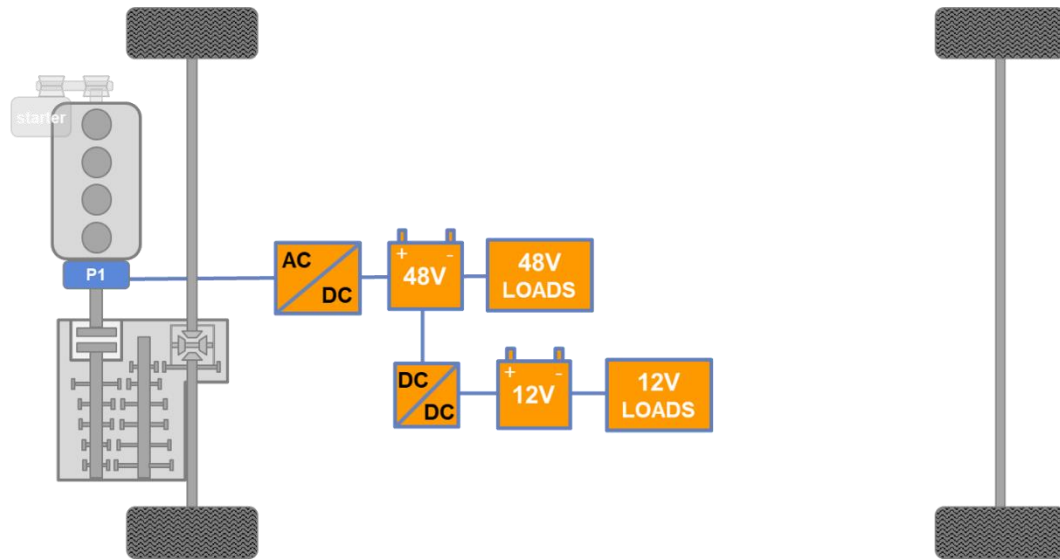 starter
P1
AC
DC
+ -
48V
48V
LOADS
DC
DC
+ -
12V
12V
LOADS